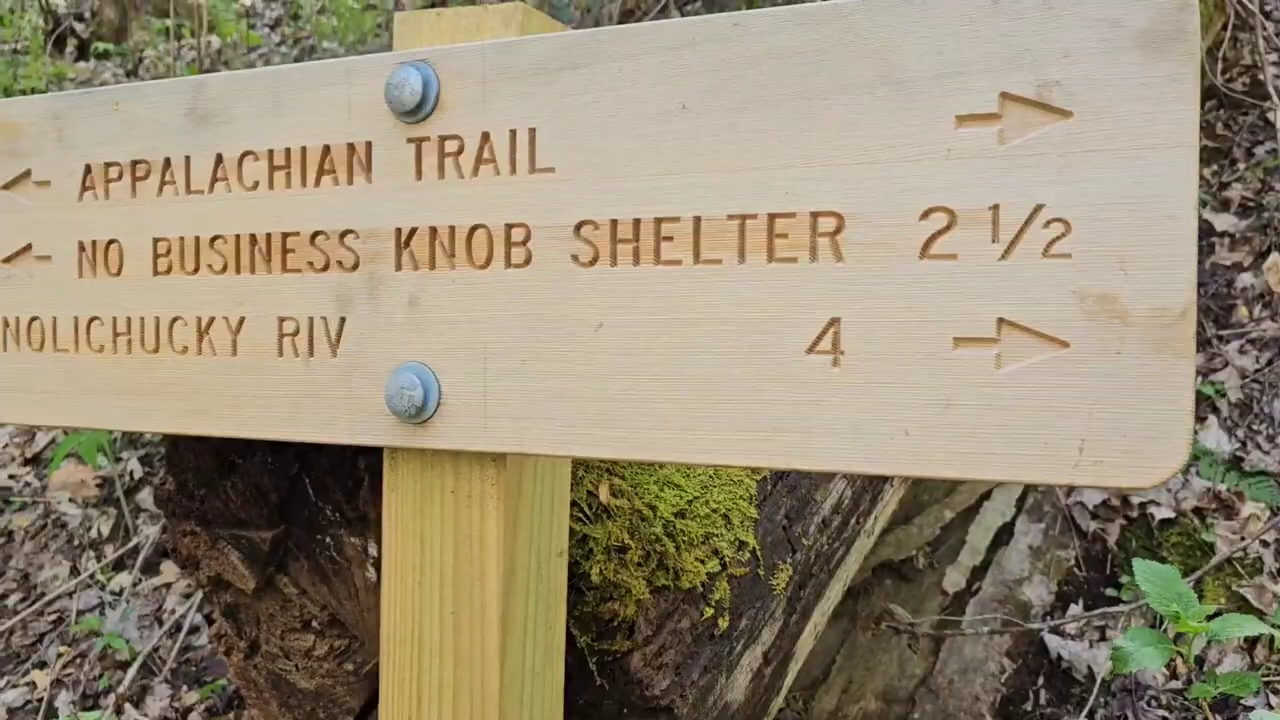 ← APPALACHIAN TRAIL →
← NO BUSINESS KNOB SHELTER 2 1/2
NOLICHUCKY RIV 4 →